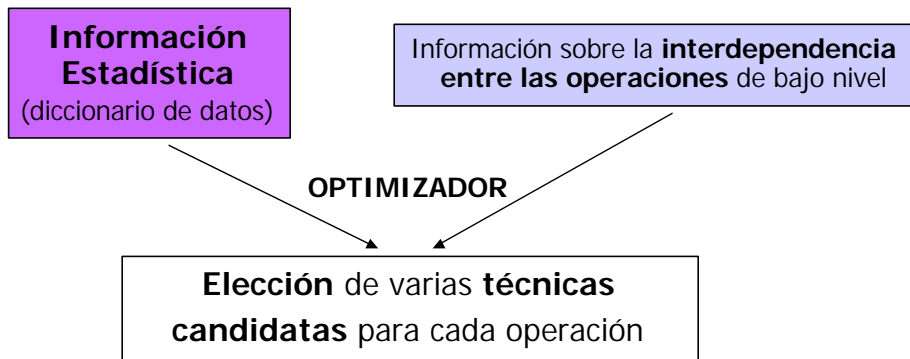 Información
Estadística
(diccionario de datos)
Información sobre la interdependencia
entre las operaciones de bajo nivel
OPTIMIZADOR
Elección de varias técnicas
candidatas para cada operación